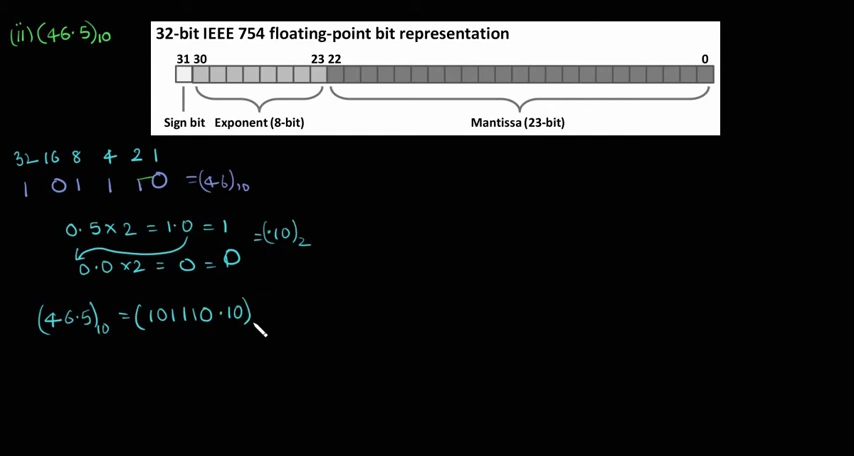 (ii) (46.5)10
32-bit IEEE 754 floating-point bit representation
31 30 23 22 0
Sign bit Exponent (8-bit) Mantissa (23-bit)
32 16 8 4 2 1
1 0 1 1 1 0 = (46)10
0.5 × 2 = 1.0 = 1
= (.10)2
0.0 × 2 = 0 = 0
(46.5)10 = (101110.10)